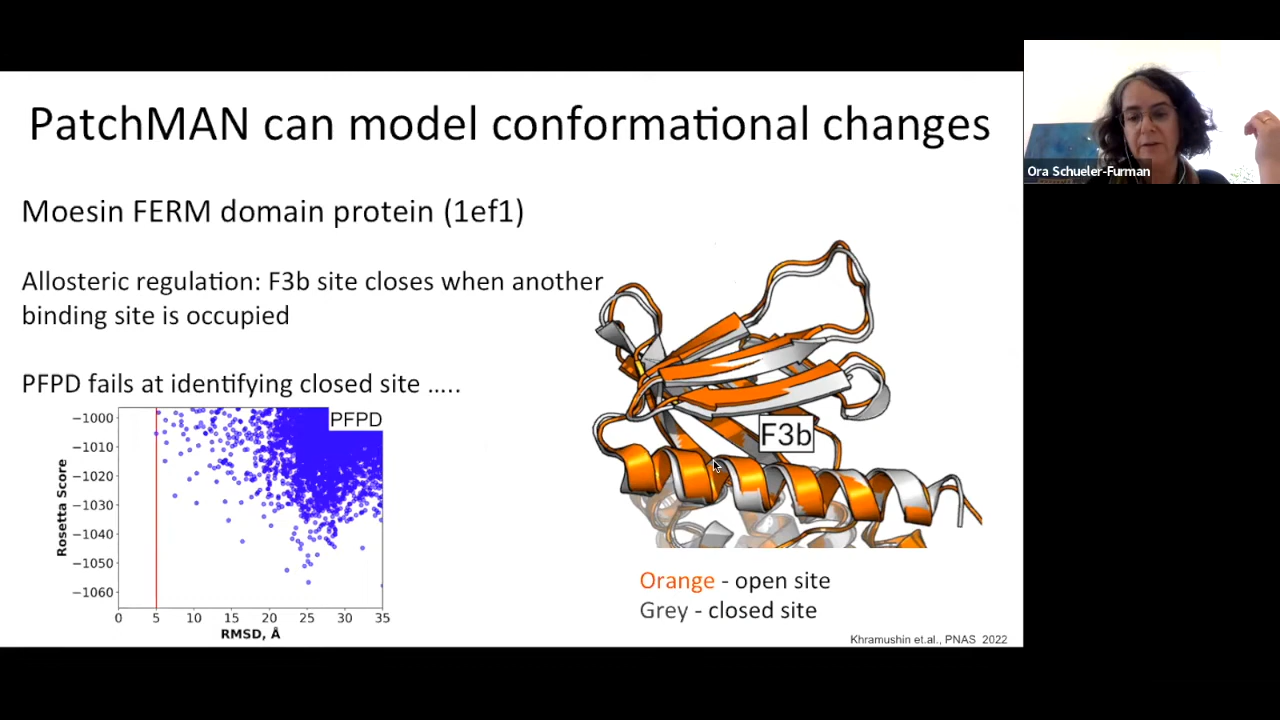 PatchMAN can model conformational changes
Ora Schueler-Furman
Moesin FERM domain protein (1ef1)
Allosteric regulation: F3b site closes when another
binding site is occupied
PFPD fails at identifying closed site .....
PFPD
−1000
−1010
−1020
−1030
−1040
−1050
−1060
Rosetta Score
0 5 10 15 20 25 30 35
RMSD, Å
F3b
Orange - open site
Grey - closed site
Khramushin et.al., PNAS 2022